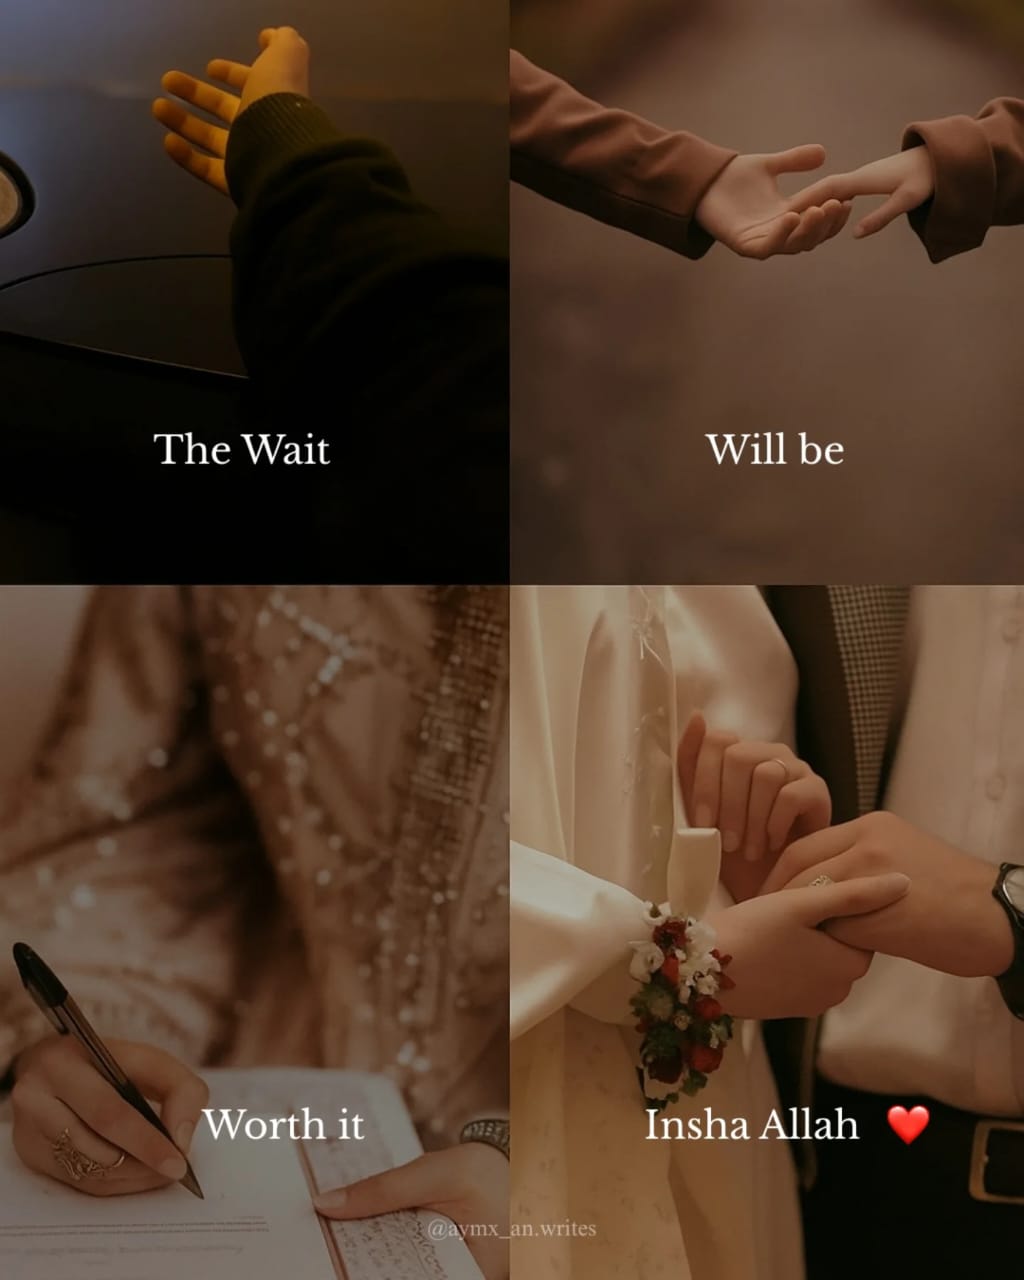 The Wait
Will be
Worth it
Insha Allah ❤️
@aymx_an.writes